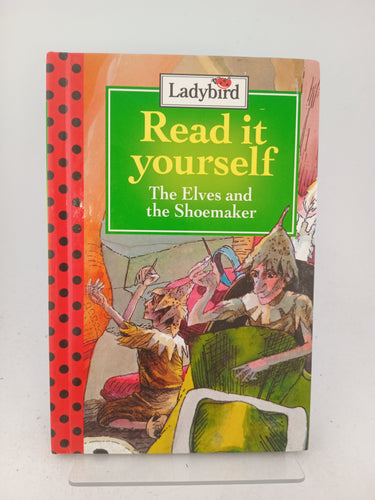 Ladybird
Read it
yourself
The Elves and
the Shoemaker